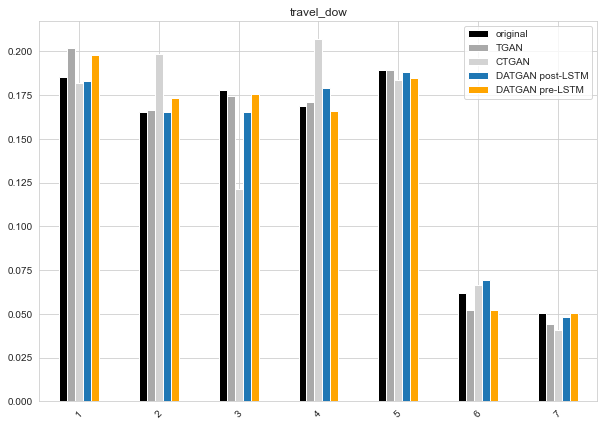 travel_dow
original
TGAN
CTGAN
DATGAN post-LSTM
DATGAN pre-LSTM
0.200
0.175
0.150
0.125
0.100
0.075
0.050
0.025
0.000
1 2 3 4 5 6 7